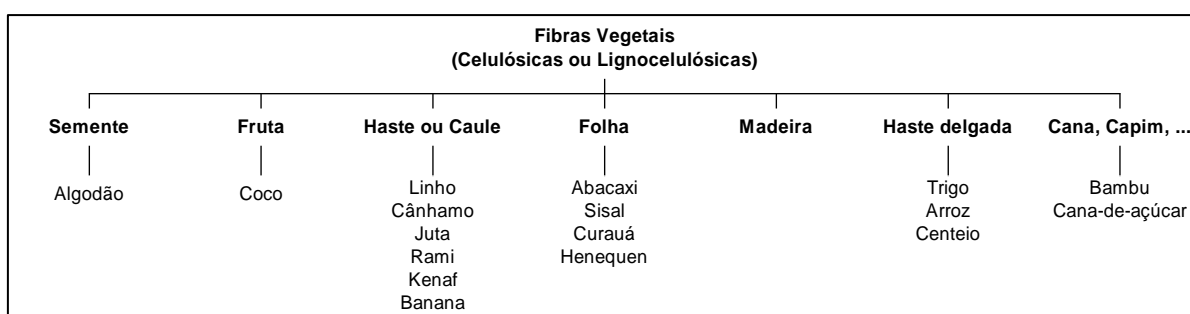 Fibras Vegetais
(Celulósicas ou Lignocelulósicas)
Semente Fruta Haste ou Caule Folha Madeira Haste delgada Cana, Capim, ...
Algodão Coco Linho Abacaxi Trigo Bambu
Cânhamo Sisal Arroz Cana-de-açúcar
Juta Curauá Centeio
Rami Henequen
Kenaf
Banana